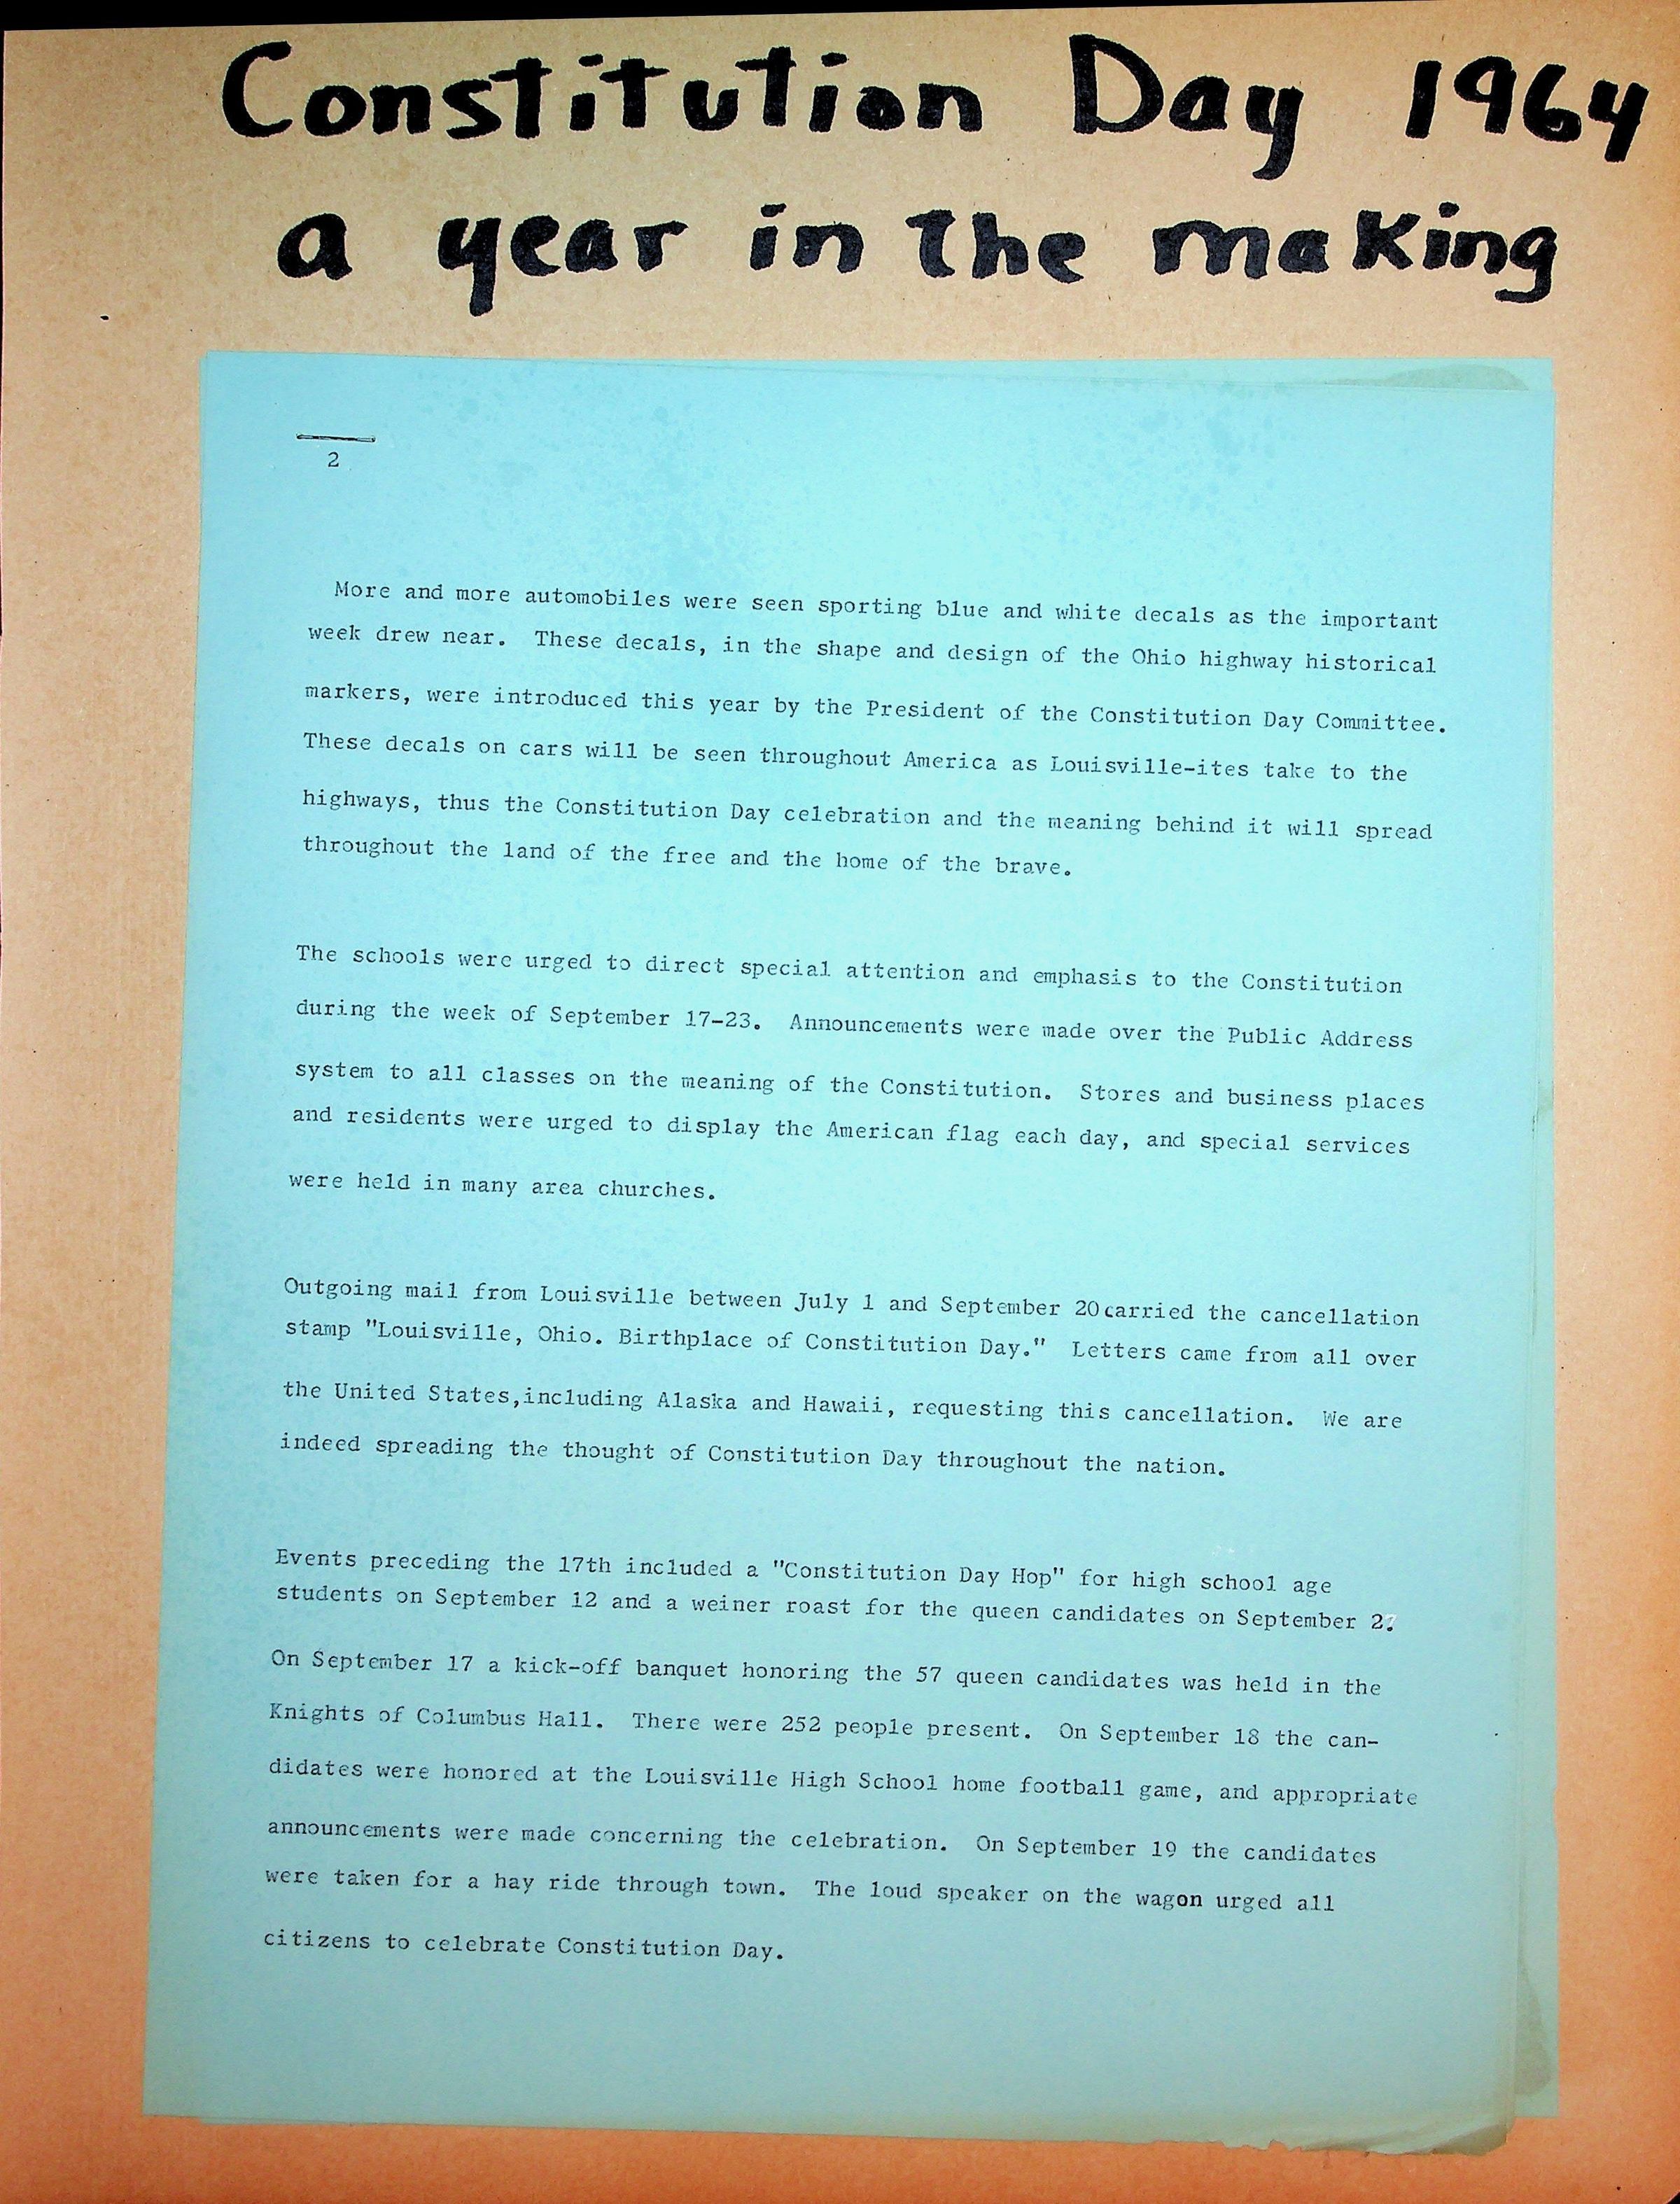 Constitution Day 1964
a year in the making
2
More and more automobiles were seen sporting blue and white decals as the important
week drew near. These decals, in the shape and design of the Ohio highway historical
markers, were introduced this year by the President of the Constitution Day Committee.
These decals on cars will be seen throughout America as Louisville-ites take to the
highways, thus the Constitution Day celebration and the meaning behind it will spread
throughout the land of the free and the home of the brave.
The schools were urged to direct special attention and emphasis to the Constitution
during the week of September 17-23. Announcements were made over the Public Address
system to all classes on the meaning of the Constitution. Stores and business places
and residents were urged to display the American flag each day, and special services
were held in many area churches.
Outgoing mail from Louisville between July 1 and September 20 carried the cancellation
stamp "Louisville, Ohio. Birthplace of Constitution Day." Letters came from all over
the United States,including Alaska and Hawaii, requesting this cancellation. We are
indeed spreading the thought of Constitution Day throughout the nation.
Events preceding the 17th included a "Constitution Day Hop" for high school age
students on September 12 and a weiner roast for the queen candidates on September
On September 17 a kick-off banquet honoring the 57 queen candidates was held in the
Knights of Columbus Hall. There were 252 people present. On September 18 the can-
didates were honored at the Louisville High School home football game, and appropriate
announcements were made concerning the celebration. On September 19 the candidates
were taken for a hay ride through town. The loud speaker on the wagon urged all
citizens to celebrate Constitution Day.